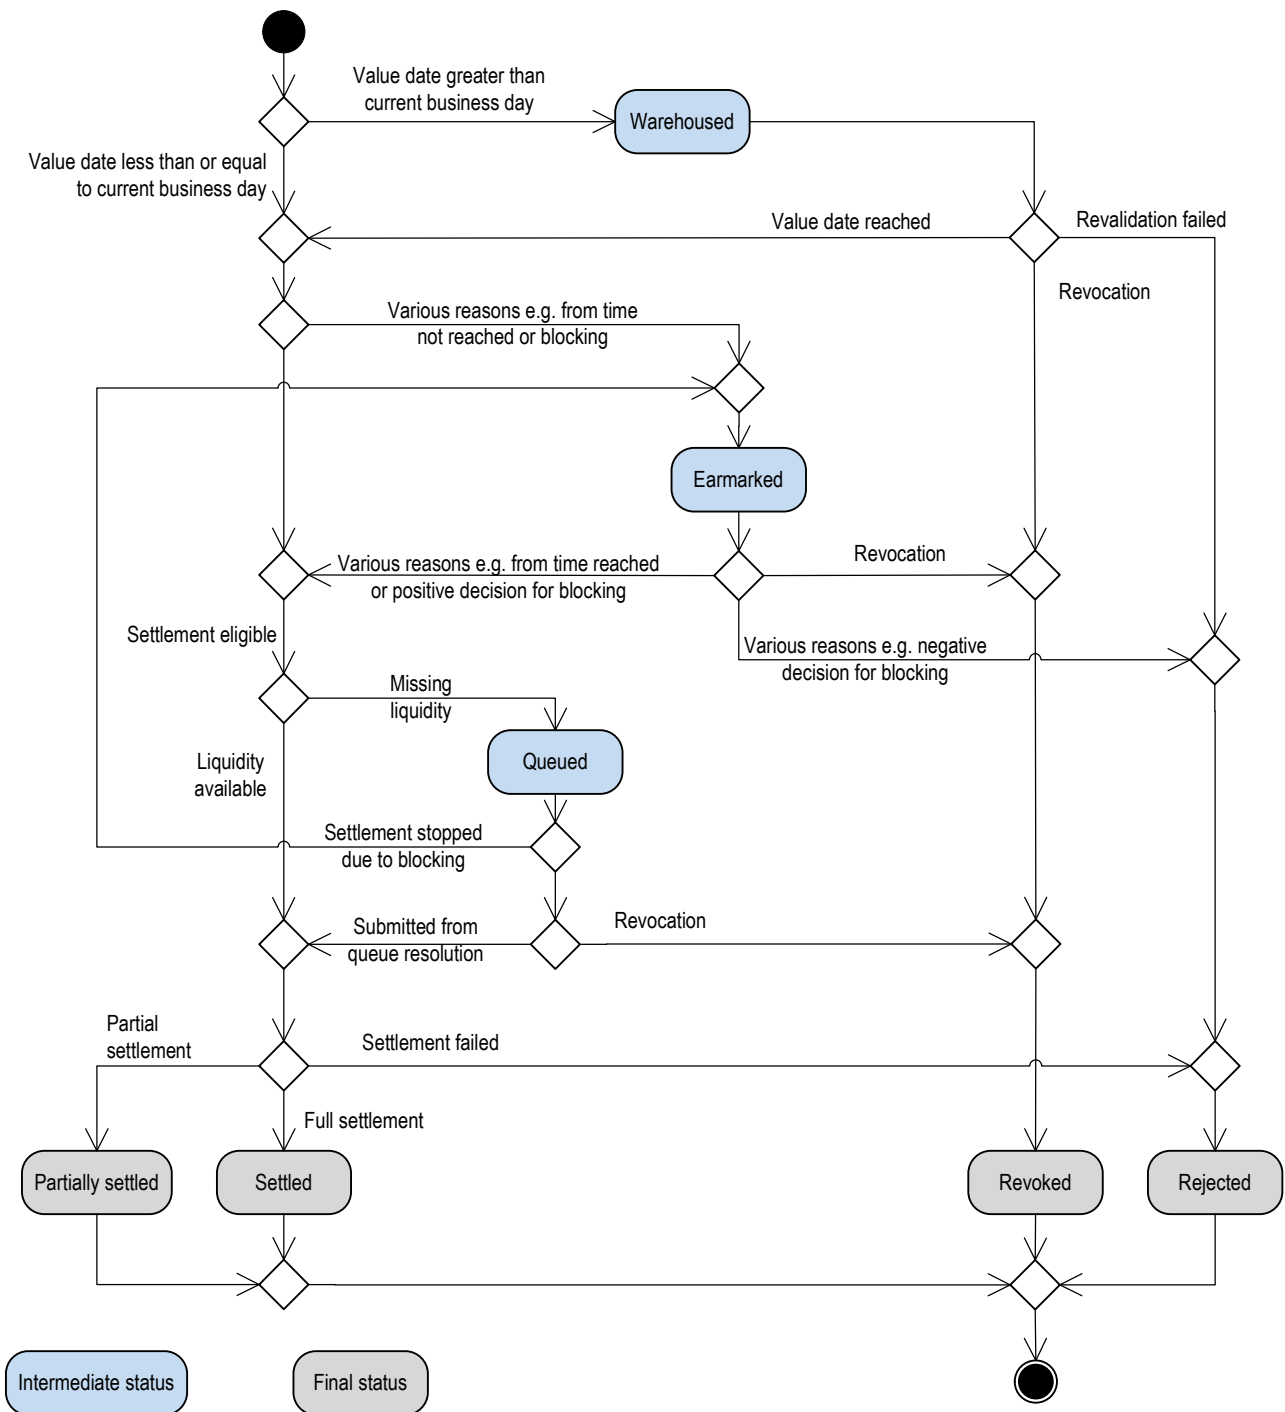 Value date greater than
current business day
Warehoused
Value date less than or equal
to current business day
Value date reached
Revalidation failed
Revocation
Various reasons e.g. from time
not reached or blocking
Earmarked
Various reasons e.g. from time reached
or positive decision for blocking
Revocation
Settlement eligible
Various reasons e.g. negative
decision for blocking
Missing
liquidity
Liquidity
available
Queued
Settlement stopped
due to blocking
Submitted from
queue resolution
Revocation
Partial
settlement
Settlement failed
Full settlement
Partially settled
Settled
Revoked
Rejected
Intermediate status
Final status